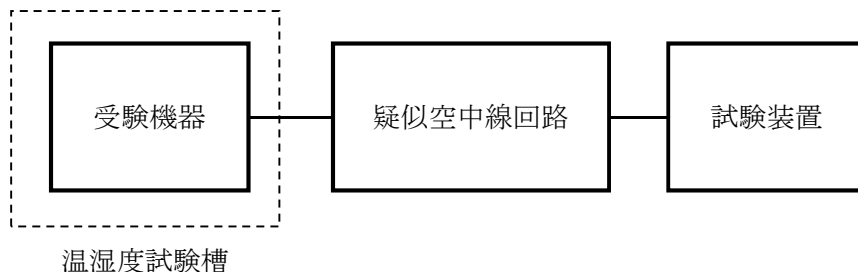 受験機器
疑似空中線回路
試験装置
温湿度試験槽